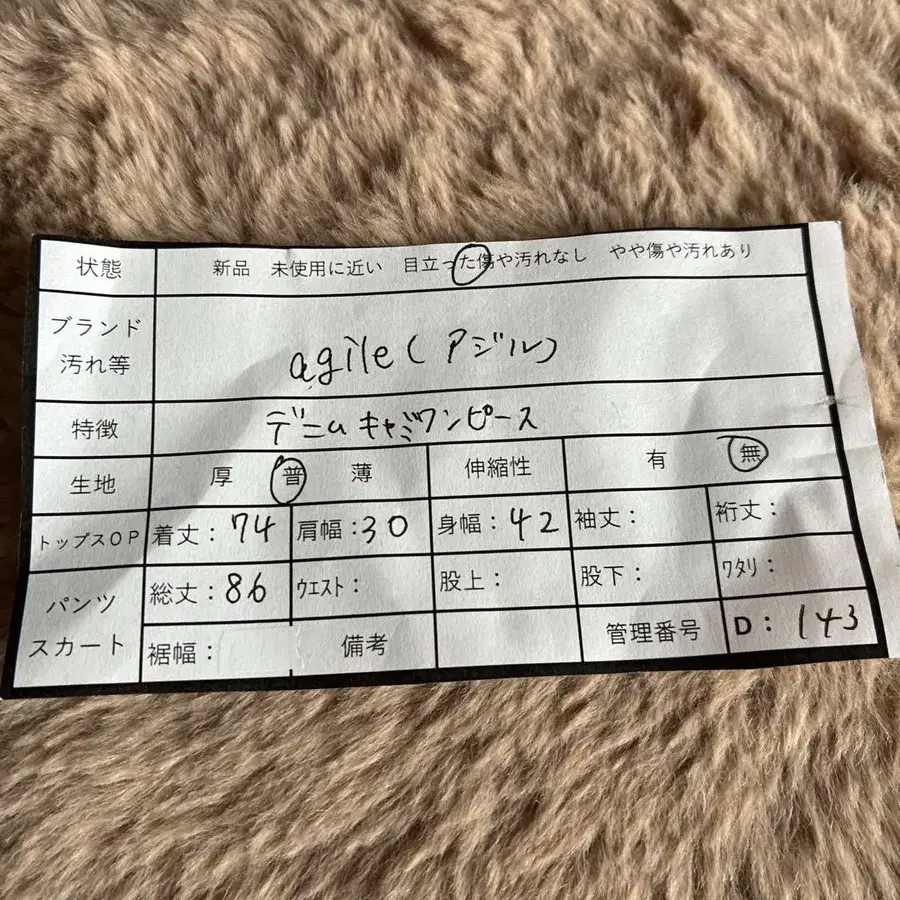 状態 新品 未使用に近い 目立った傷や汚れなし やや傷や汚れあり
ブランド
汚れ等
agile(アジル)
特徴 デニムキャミワンピース
生地 厚 普 薄 伸縮性 有 無
トップスOP 着丈:74 肩幅:30 身幅:42 袖丈: 裄丈:
パンツ
スカート
総丈:86 ウエスト: 股上: 股下: ワタリ:
裾幅: 備考 管理番号 D:143